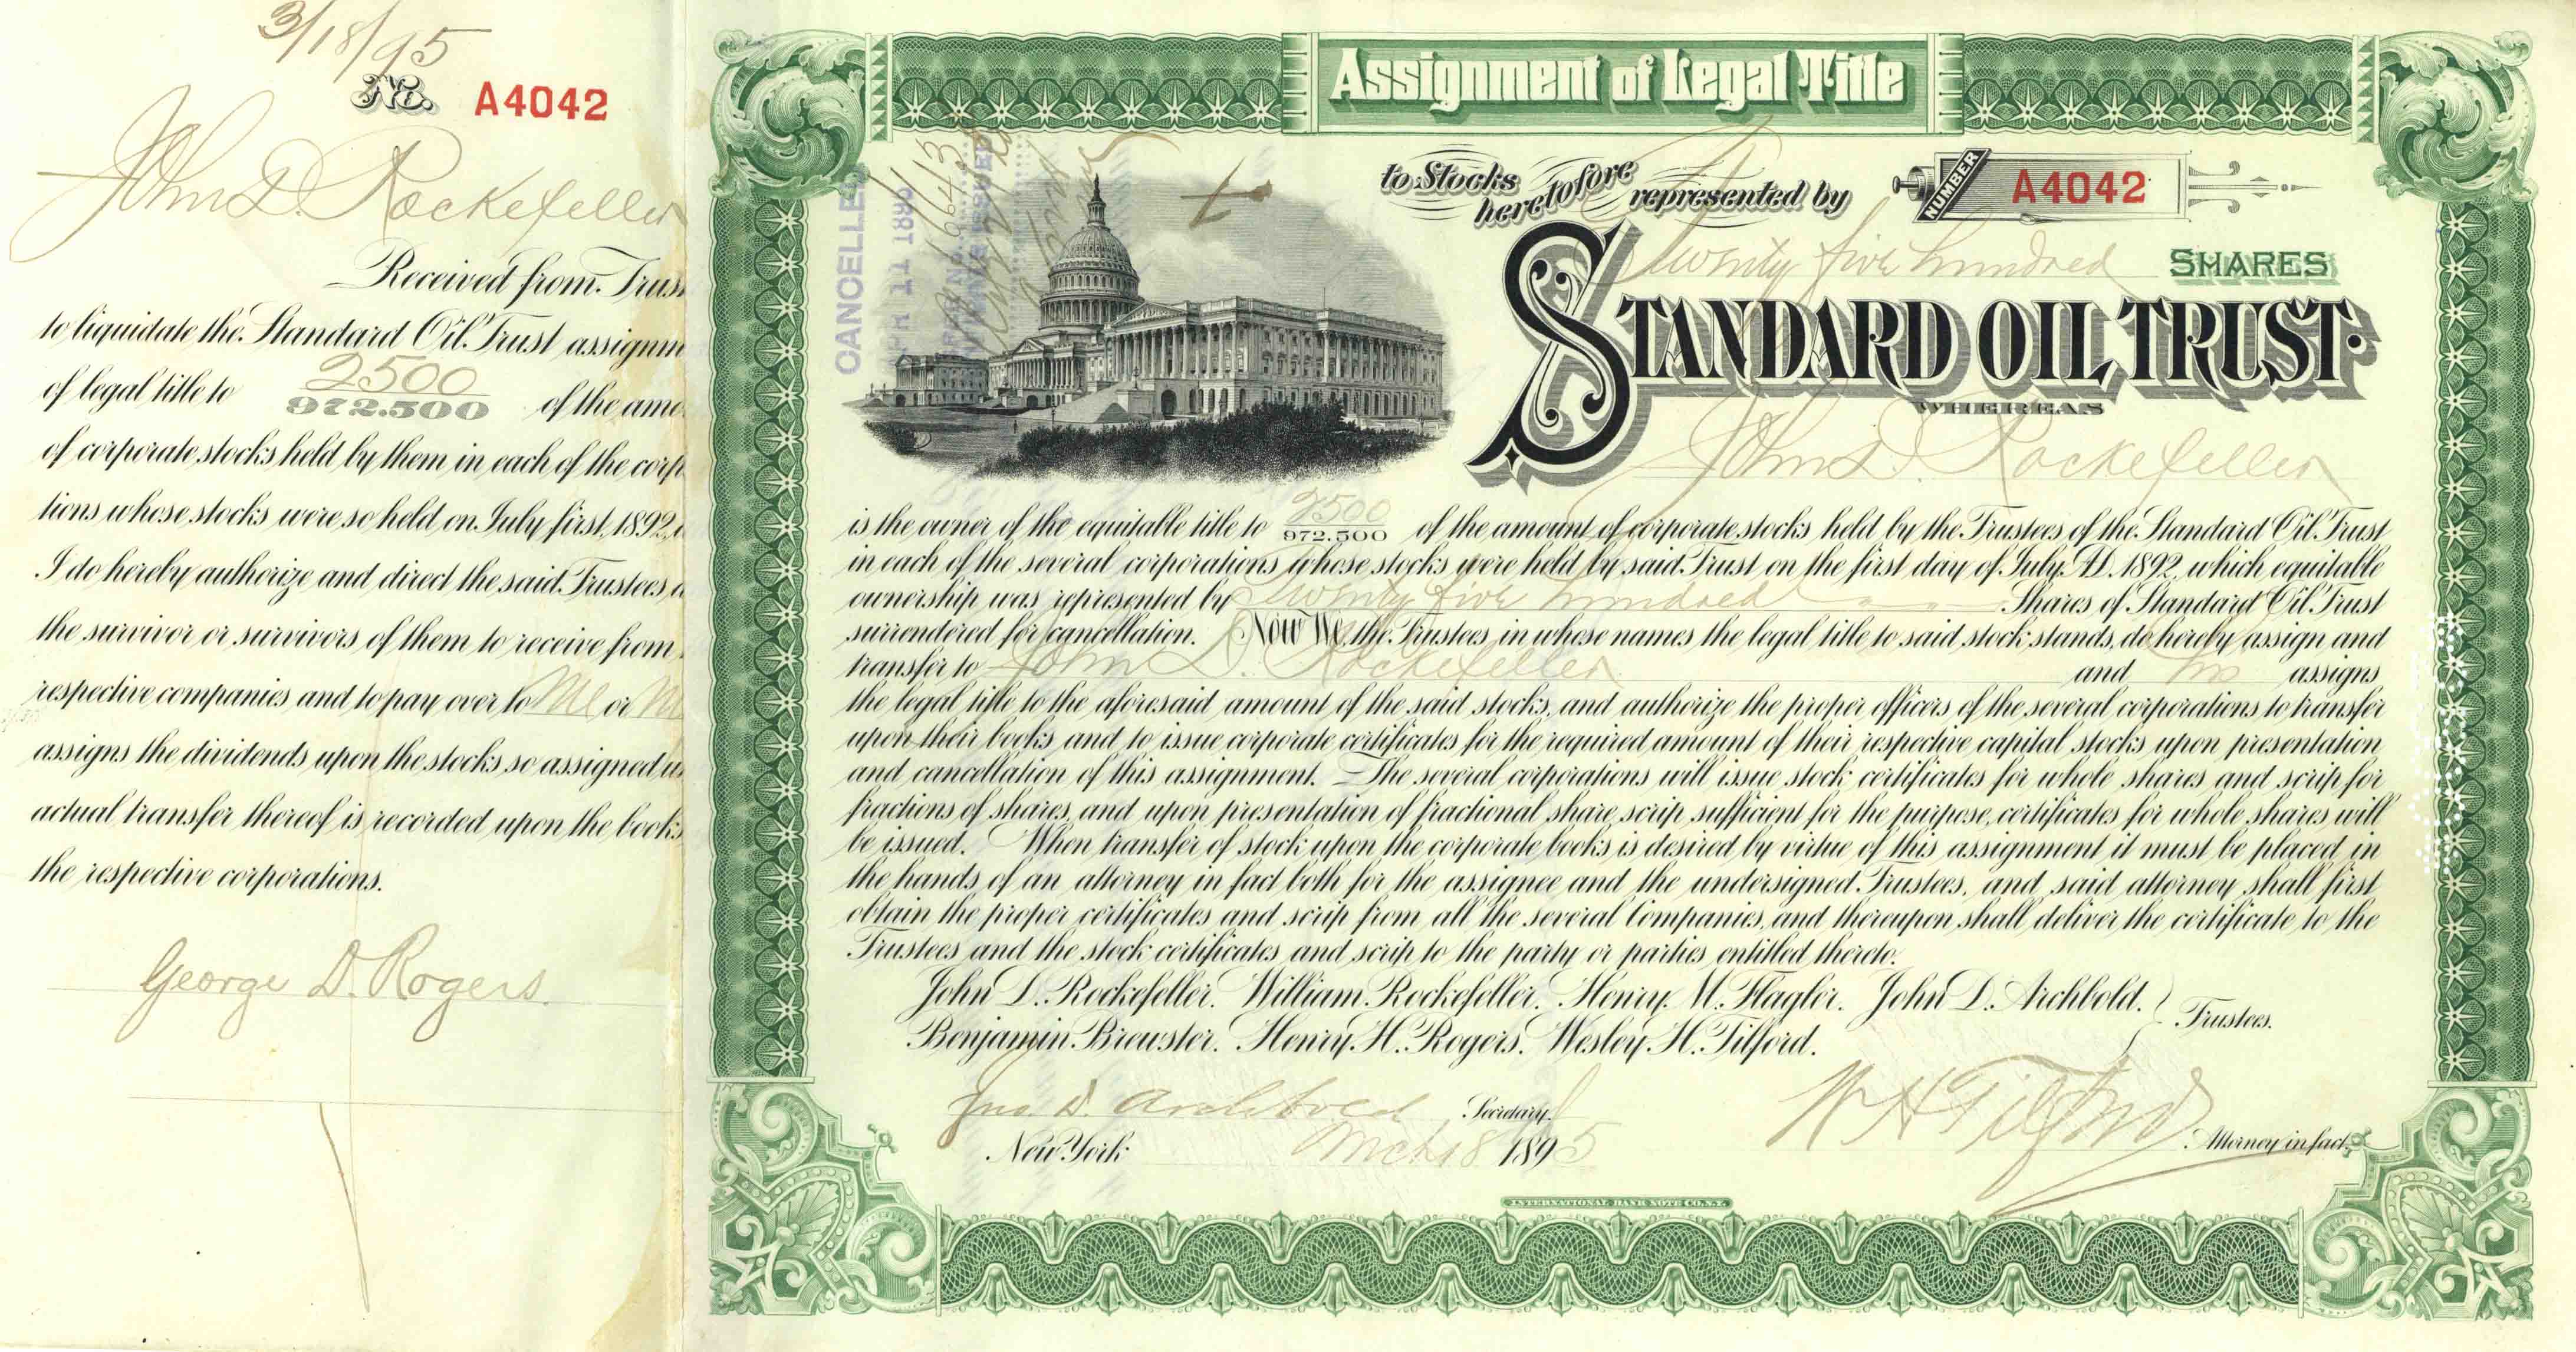 3/18/95
No. A4042
John D. Rockefeller
Received from Trus
to liquidate the Standard Oil Trust assignm
of legal title to 2500
972.500 of the amo
of corporate stocks held by them in each of the corp
tions whose stocks were so held on July first, 1892,
I do hereby authorize and direct the said Trustees
the survivor or survivors of them to receive from
respective companies and to pay over to Me or
assigns the dividends upon the stocks so assigned
actual transfer thereof is recorded upon the books
the respective corporations.
George D. Rogers.
Assignment of Legal Title
to Stocks heretofore represented by
NUMBER A4042
Twenty five hundred SHARES
STANDARD OIL TRUST.
WHEREAS
John D. Rockefeller
is the owner of the equitable title to 2500
972.500 of the amount of corporate stocks held by the Trustees of the Standard Oil Trust
in each of the several corporations whose stocks were held by said Trust on the first day of July A.D. 1892, which equitable
ownership was represented by Twenty five hundred Shares of Standard Oil Trust
surrendered for cancellation. Now We, the Trustees, in whose names the legal title to said stock stands, do hereby assign and
transfer to John D. Rockefeller and his assigns
the legal title to the aforesaid amount of the said stocks, and authorize the proper officers of the several corporations to transfer
upon their books and to issue corporate certificates for the required amount of their respective capital stocks upon presentation
and cancellation of this assignment. The several corporations will issue stock certificates for whole shares and scrip for
fractions of shares, and upon presentation of fractional share scrip sufficient for the purpose, certificates for whole shares will
be issued. When transfer of stock upon the corporate books is desired by virtue of this assignment it must be placed in
the hands of an attorney in fact both for the assignee and the undersigned Trustees, and said attorney shall first
obtain the proper certificates and scrip from all the several Companies, and thereupon shall deliver the certificate to the
Trustees and the stock certificates and scrip to the party or parties entitled thereto.
John D. Rockefeller. William Rockefeller. Henry M. Flagler. John D. Archbold.
Benjamin Brewster. Henry H. Rogers. Wesley H. Tilford. Trustees.
Jno. D. Archbold Secretary.
W H Tilford Attorney in fact.
New York Mch 18 1895
INTERNATIONAL BANK NOTE CO. N.Y.
CANCELLED